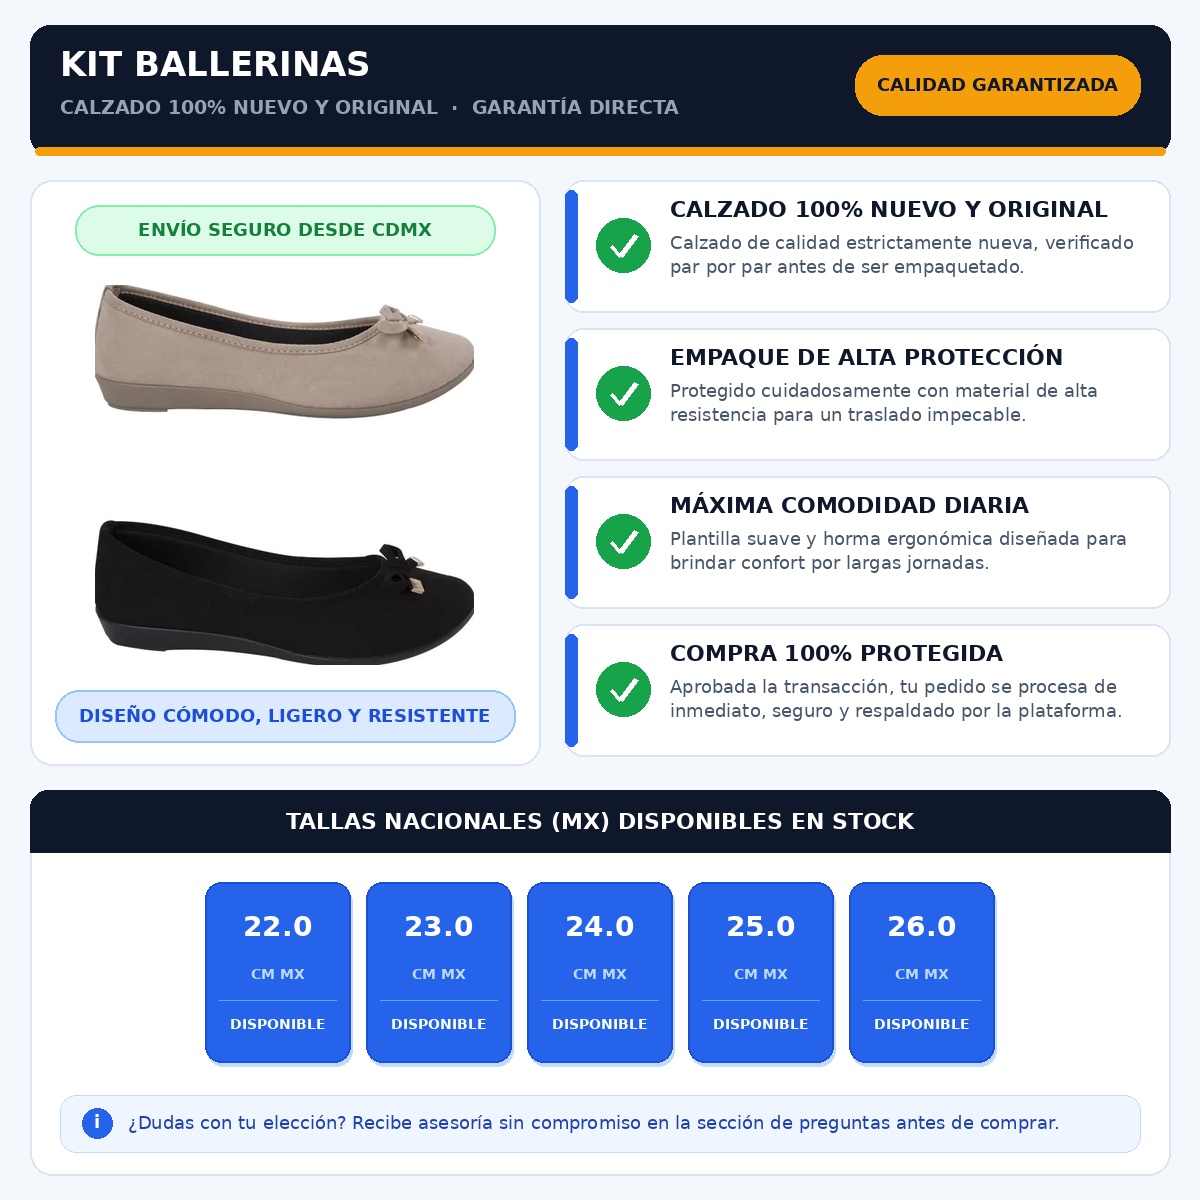 KIT BALLERINAS
CALZADO 100% NUEVO Y ORIGINAL · GARANTÍA DIRECTA
CALIDAD GARANTIZADA
ENVÍO SEGURO DESDE CDMX
DISEÑO CÓMODO, LIGERO Y RESISTENTE
CALZADO 100% NUEVO Y ORIGINAL
Calzado de calidad estrictamente nueva, verificado
par por par antes de ser empaquetado.
EMPAQUE DE ALTA PROTECCIÓN
Protegido cuidadosamente con material de alta
resistencia para un traslado impecable.
MÁXIMA COMODIDAD DIARIA
Plantilla suave y horma ergonómica diseñada para
brindar confort por largas jornadas.
COMPRA 100% PROTEGIDA
Aprobada la transacción, tu pedido se procesa de
inmediato, seguro y respaldado por la plataforma.
TALLAS NACIONALES (MX) DISPONIBLES EN STOCK
22.0
CM MX
DISPONIBLE
23.0
CM MX
DISPONIBLE
24.0
CM MX
DISPONIBLE
25.0
CM MX
DISPONIBLE
26.0
CM MX
DISPONIBLE
i ¿Dudas con tu elección? Recibe asesoría sin compromiso en la sección de preguntas antes de comprar.